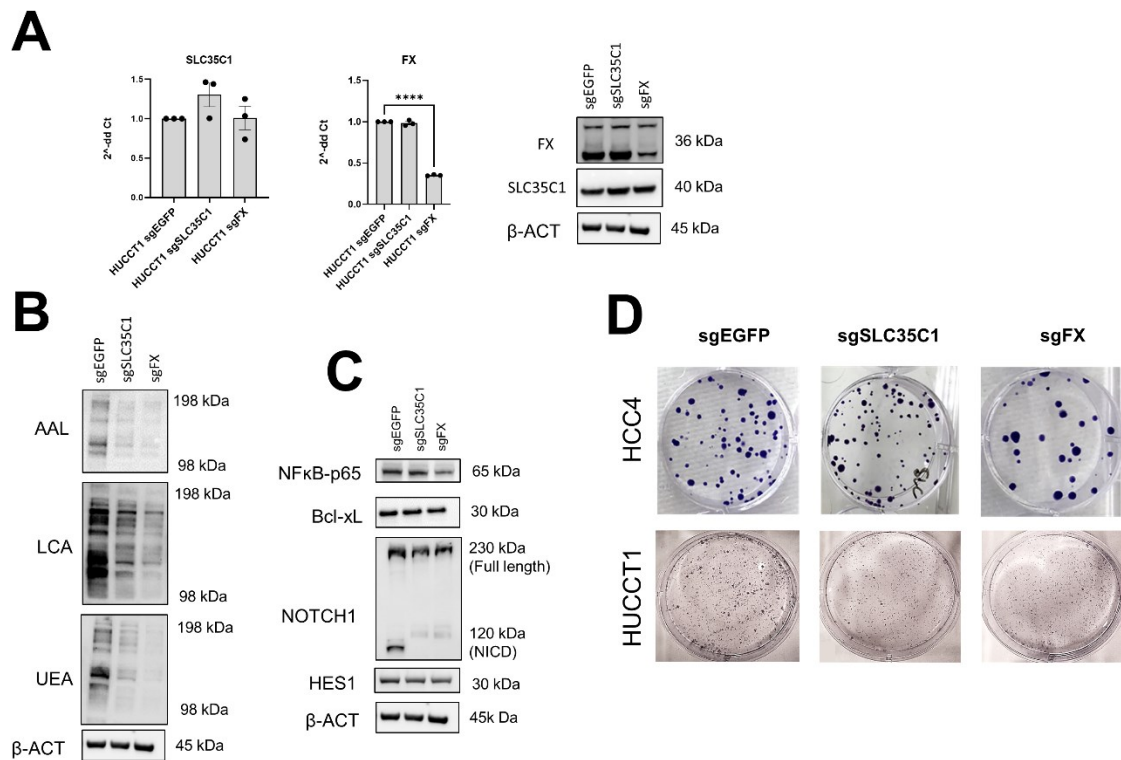 A
SLC35C1
2^-dd Ct
1.5
1.0
0.5
0.0
HUCCT1 sgEGFP
HUCCT1 sgSLC35C1
HUCCT1 sgFX
FX
2^-dd Ct
1.5
1.0
0.5
0.0
****
HUCCT1 sgEGFP
HUCCT1 sgSLC35C1
HUCCT1 sgFX
sgEGFP
sgSLC35C1
sgFX
FX 36 kDa
SLC35C1 40 kDa
β-ACT 45 kDa
B
sgEGFP
sgSLC35C1
sgFX
AAL
198 kDa
98 kDa
LCA
198 kDa
98 kDa
UEA
198 kDa
98 kDa
β-ACT 45 kDa
C
sgEGFP
sgSLC35C1
sgFX
NFκB-p65 65 kDa
Bcl-xL 30 kDa
NOTCH1
230 kDa
(Full length)
120 kDa
(NICD)
HES1 30 kDa
β-ACT 45k Da
D
sgEGFP sgSLC35C1 sgFX
HCC4
SLC
HUCCT1